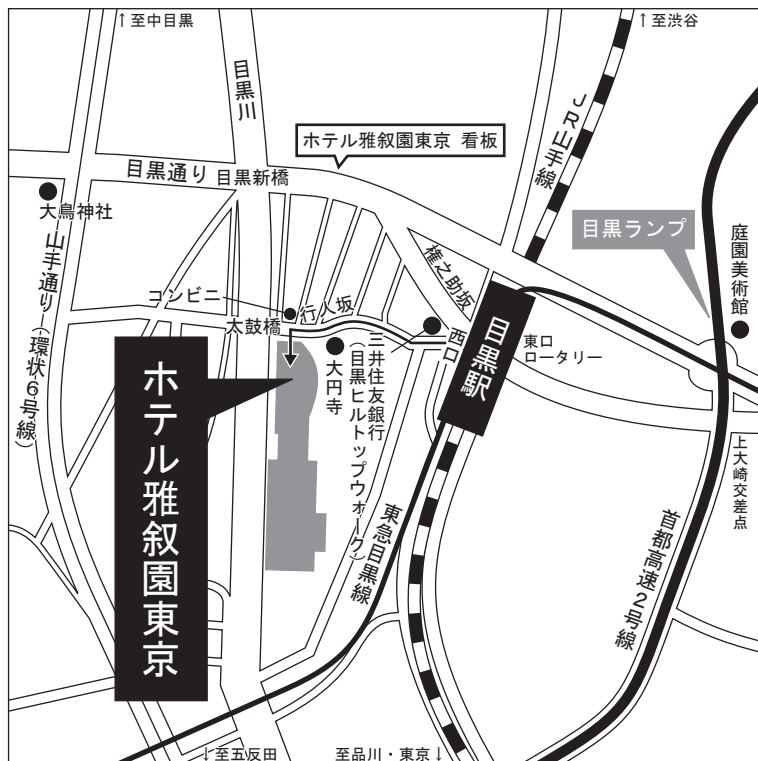 ↑至中目黒
↑至渋谷
目黒川
JR山手線
ホテル雅叙園東京 看板
目黒通り
目黒新橋
大鳥神社
目黒ランプ
庭園美術館
山手通り(環状6号線)
権之助坂
コンビニ
行人坂
太鼓橋
西口
目黒駅
東口
ロータリー
三井住友銀行
(目黒ヒルトップウォーク)
大円寺
ホテル雅叙園東京
上大崎交差点
東急目黒線
首都高速2号線
↓至五反田
至品川・東京↓